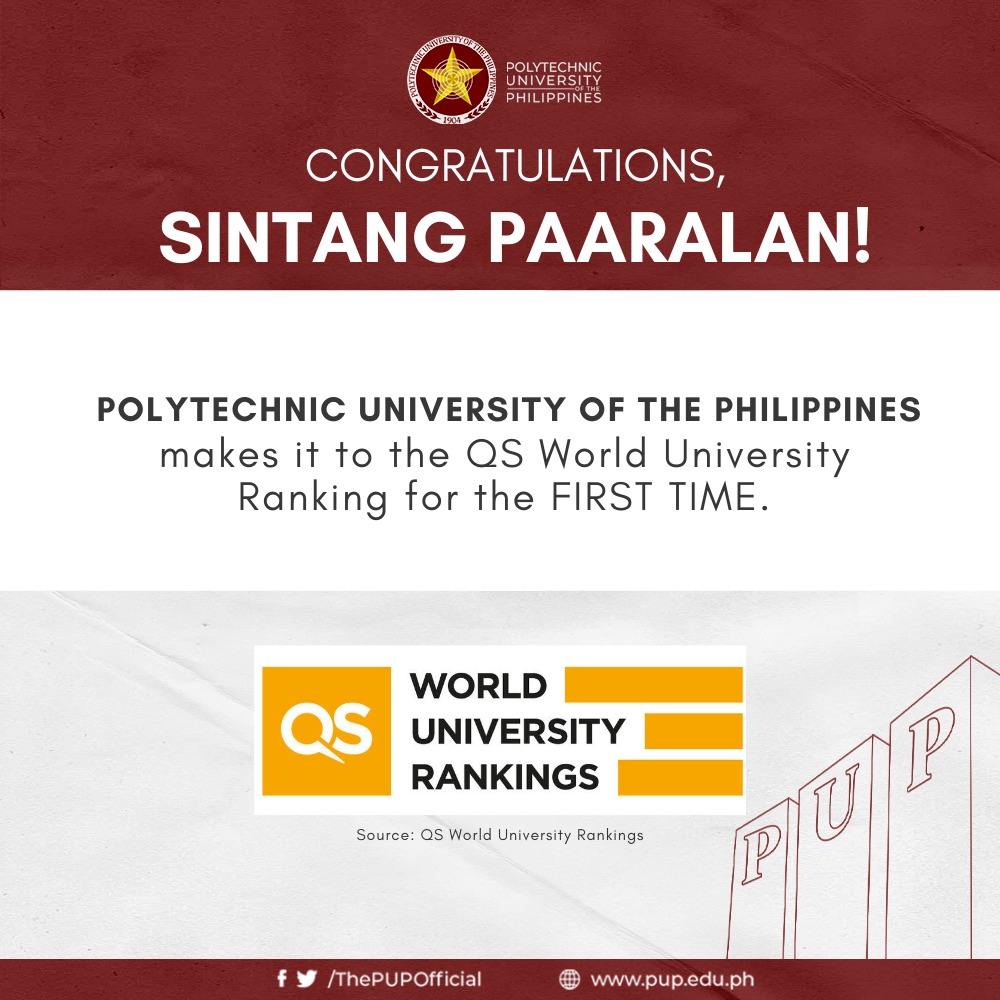 POLYTECHNIC UNIVERSITY OF THE PHILIPPINES
1904
POLYTECHNIC
UNIVERSITY
OF THE
PHILIPPINES
CONGRATULATIONS,
SINTANG PAARALAN!
POLYTECHNIC UNIVERSITY OF THE PHILIPPINES
makes it to the QS World University
Ranking for the FIRST TIME.
QS
WORLD
UNIVERSITY
RANKINGS
Source: QS World University Rankings
P U P
/ThePUPOfficial
www.pup.edu.ph